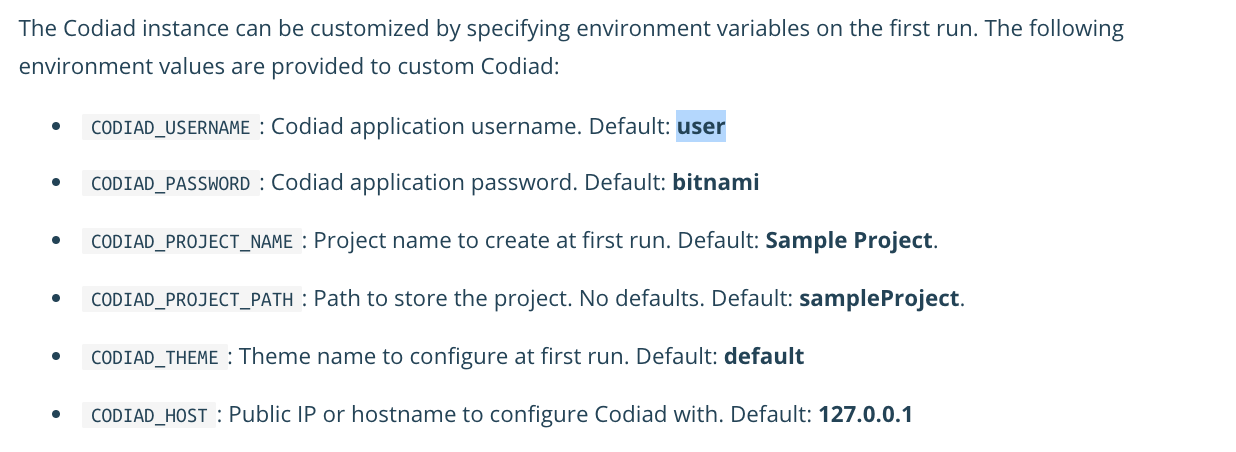 The Codiad instance can be customized by specifying environment variables on the first run. The following
environment values are provided to custom Codiad:
• CODIAD_USERNAME : Codiad application username. Default: user
• CODIAD_PASSWORD : Codiad application password. Default: bitnami
• CODIAD_PROJECT_NAME : Project name to create at first run. Default: Sample Project.
• CODIAD_PROJECT_PATH : Path to store the project. No defaults. Default: sampleProject.
• CODIAD_THEME : Theme name to configure at first run. Default: default
• CODIAD_HOST : Public IP or hostname to configure Codiad with. Default: 127.0.0.1